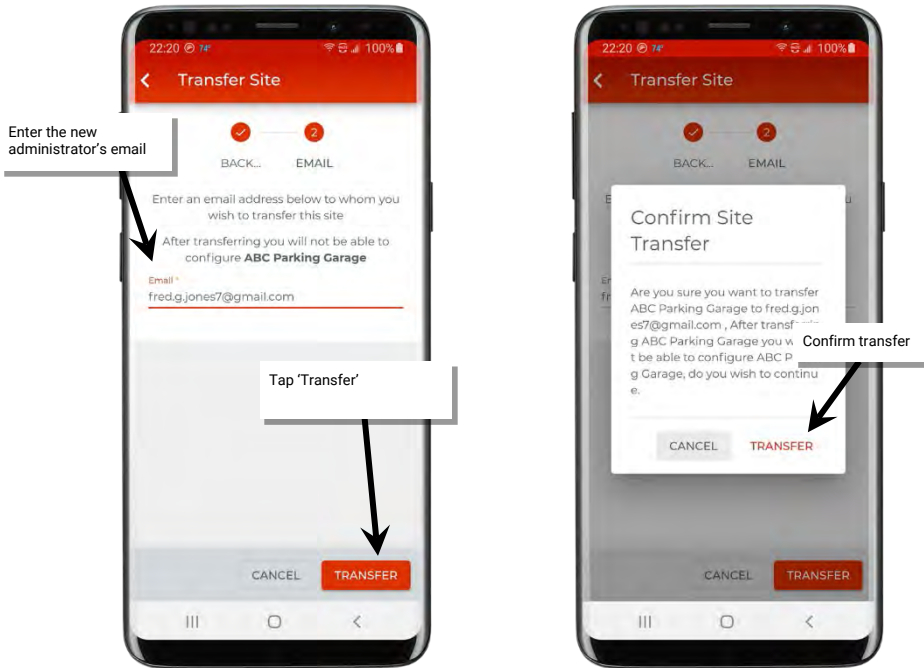 22:20 74° 100%
Transfer Site
2
BACK... EMAIL
Enter an email address below to whom you
wish to transfer this site
After transferring you will not be able to
configure ABC Parking Garage
Email *
fred.g.jones7@gmail.com
CANCEL TRANSFER
Enter the new
administrator's email
Tap 'Transfer'
22:20 74° 100%
Transfer Site
2
BACK... EMAIL
Confirm Site
Transfer
Are you sure you want to transfer
ABC Parking Garage to fred.g.jon
es7@gmail.com , After
g ABC Parking Garage you
t be able to configure ABC
g Garage, do you wish to continu
e.
CANCEL TRANSFER
Confirm transfer
CANCEL TRANSFER